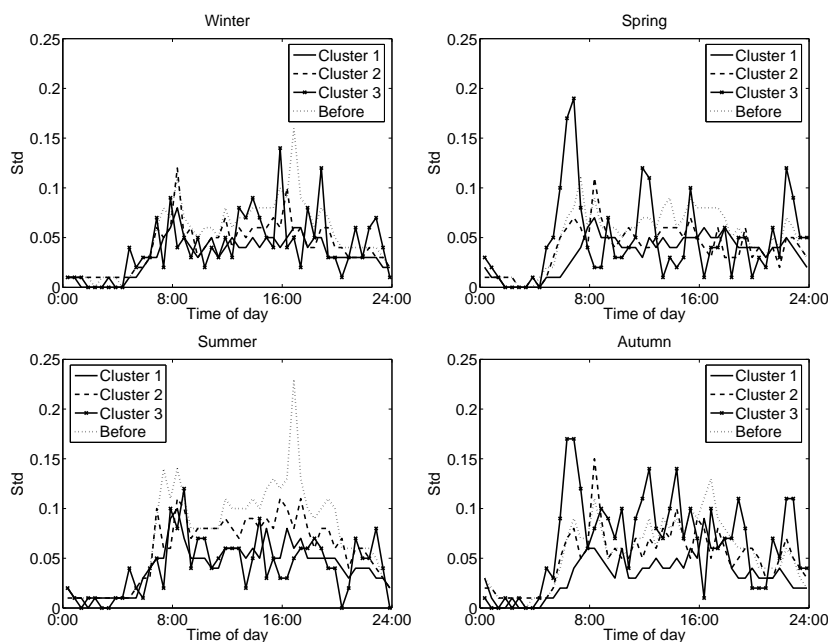 Winter
0.25
0.2
0.15
0.1
0.05
0
Std
0:00
8:00
16:00
24:00
Time of day
Cluster 1
Cluster 2
Cluster 3
Before
Spring
0.25
0.2
0.15
0.1
0.05
0
Std
0:00
8:00
16:00
24:00
Time of day
Cluster 1
Cluster 2
Cluster 3
Before
Summer
0.25
0.2
0.15
0.1
0.05
0
Std
0:00
8:00
16:00
24:00
Time of day
Cluster 1
Cluster 2
Cluster 3
Before
Autumn
0.25
0.2
0.15
0.1
0.05
0
Std
0:00
8:00
16:00
24:00
Time of day
Cluster 1
Cluster 2
Cluster 3
Before